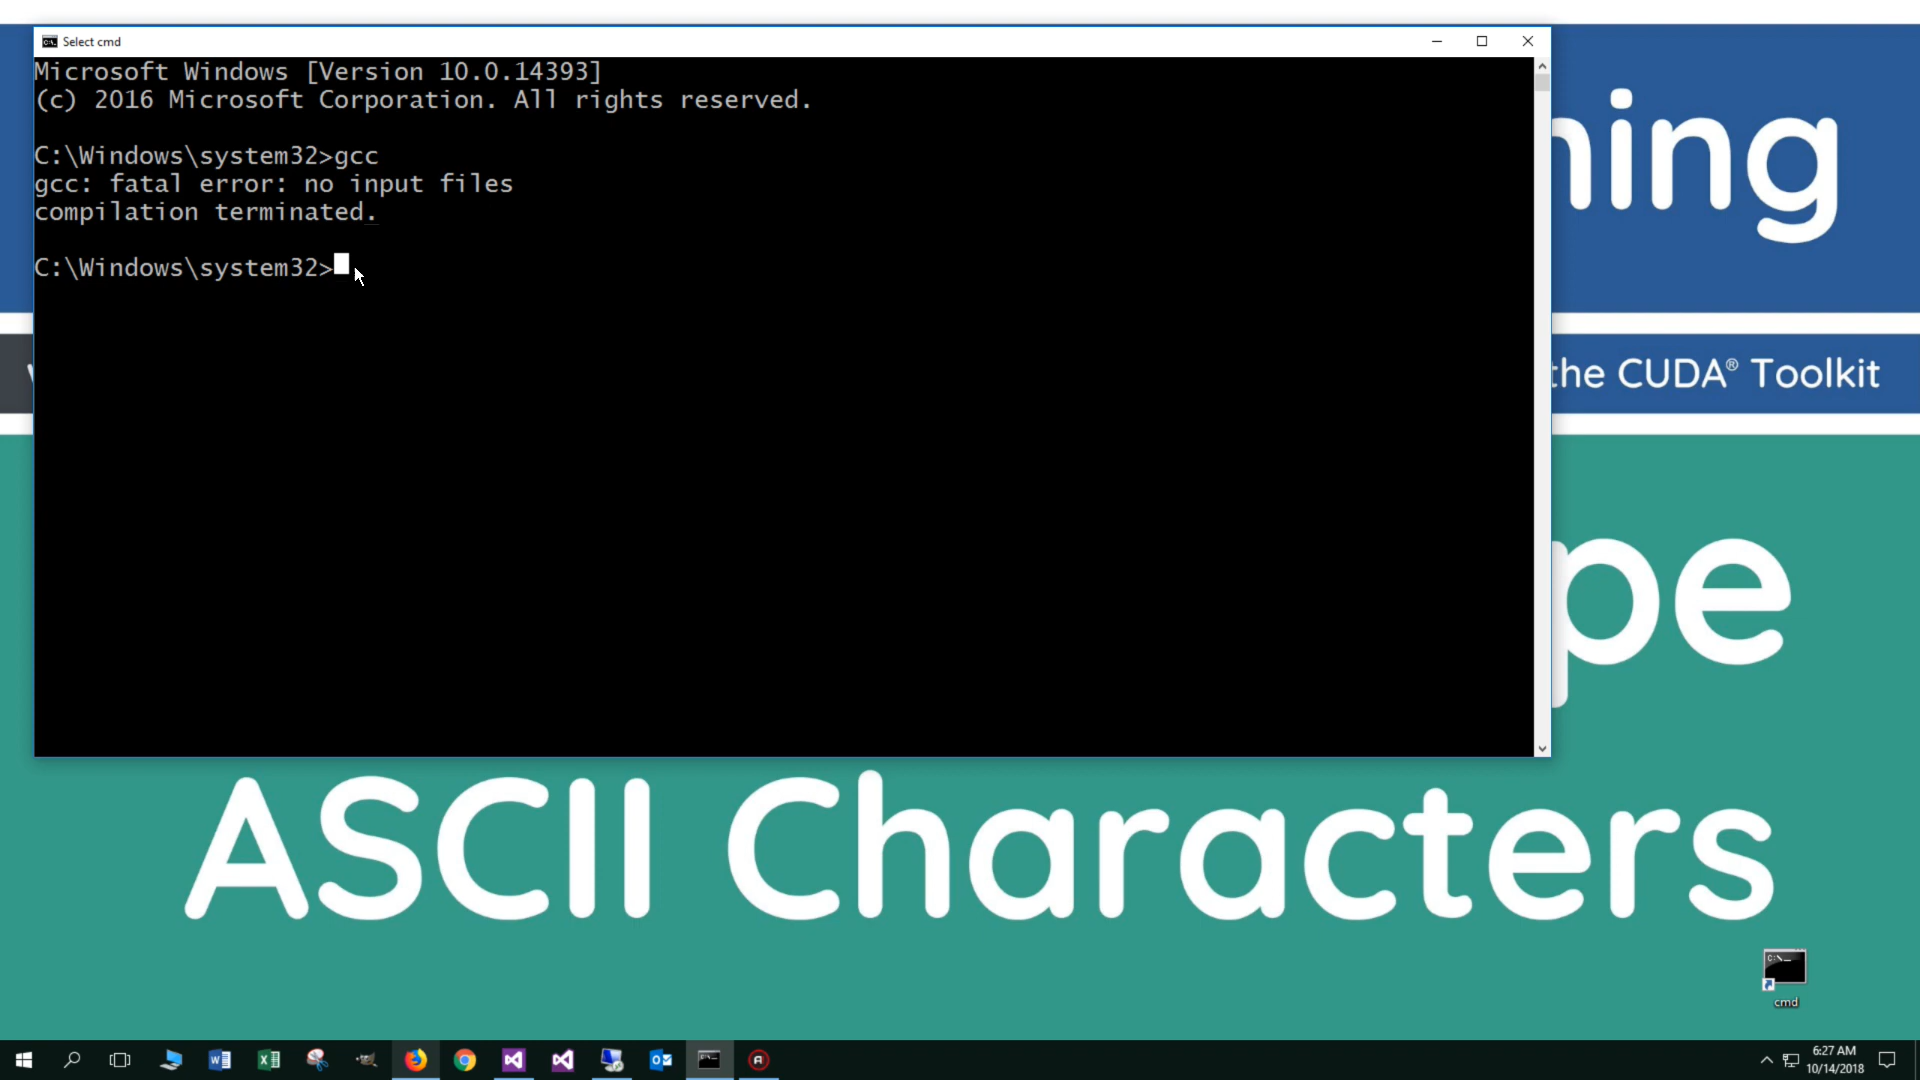 Select cmd
Microsoft Windows [Version 10.0.14393]
(c) 2016 Microsoft Corporation. All rights reserved.
C:\Windows\system32>gcc
gcc: fatal error: no input files
compilation terminated.
C:\Windows\system32>
ning
the CUDA® Toolkit
pe
ASCII Characters
cmd
6:27 AM
10/14/2018